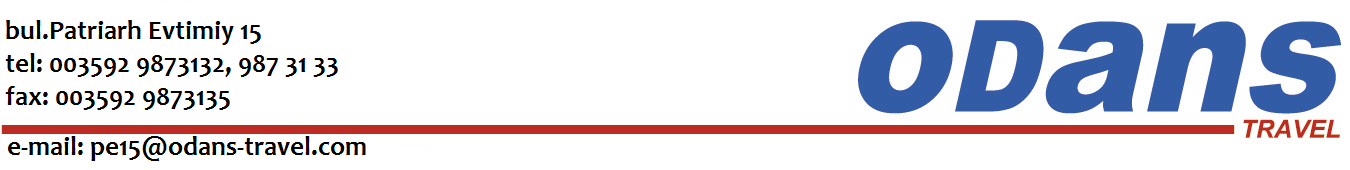 bul.Patriarh Evtimiy 15
tel: 003592 9873132, 987 31 33
fax: 003592 9873135
e-mail: pe15@odans-travel.com
ODans
TRAVEL